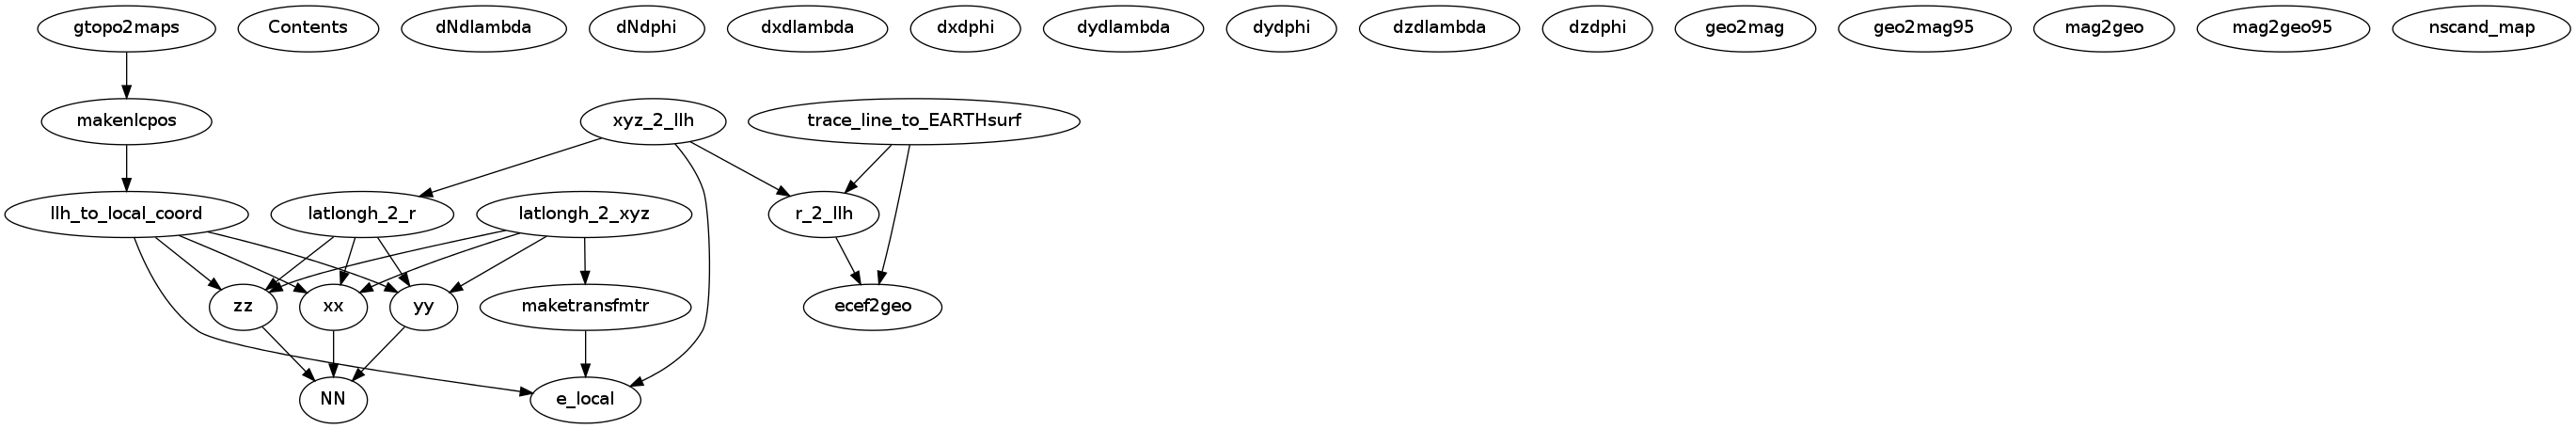 gtopo2maps
Contents
dNdlambda
dNdphi
dxdlambda
dxdphi
dydlambda
dydphi
dzdlambda
dzdphi
geo2mag
geo2mag95
mag2geo
mag2geo95
nscand_map
makenlcpos
xyz_2_llh
trace_line_to_EARTHsurf
llh_to_local_coord
latlongh_2_r
latlongh_2_xyz
r_2_llh
zz
xx
yy
maketransfmtr
ecef2geo
NN
e_local